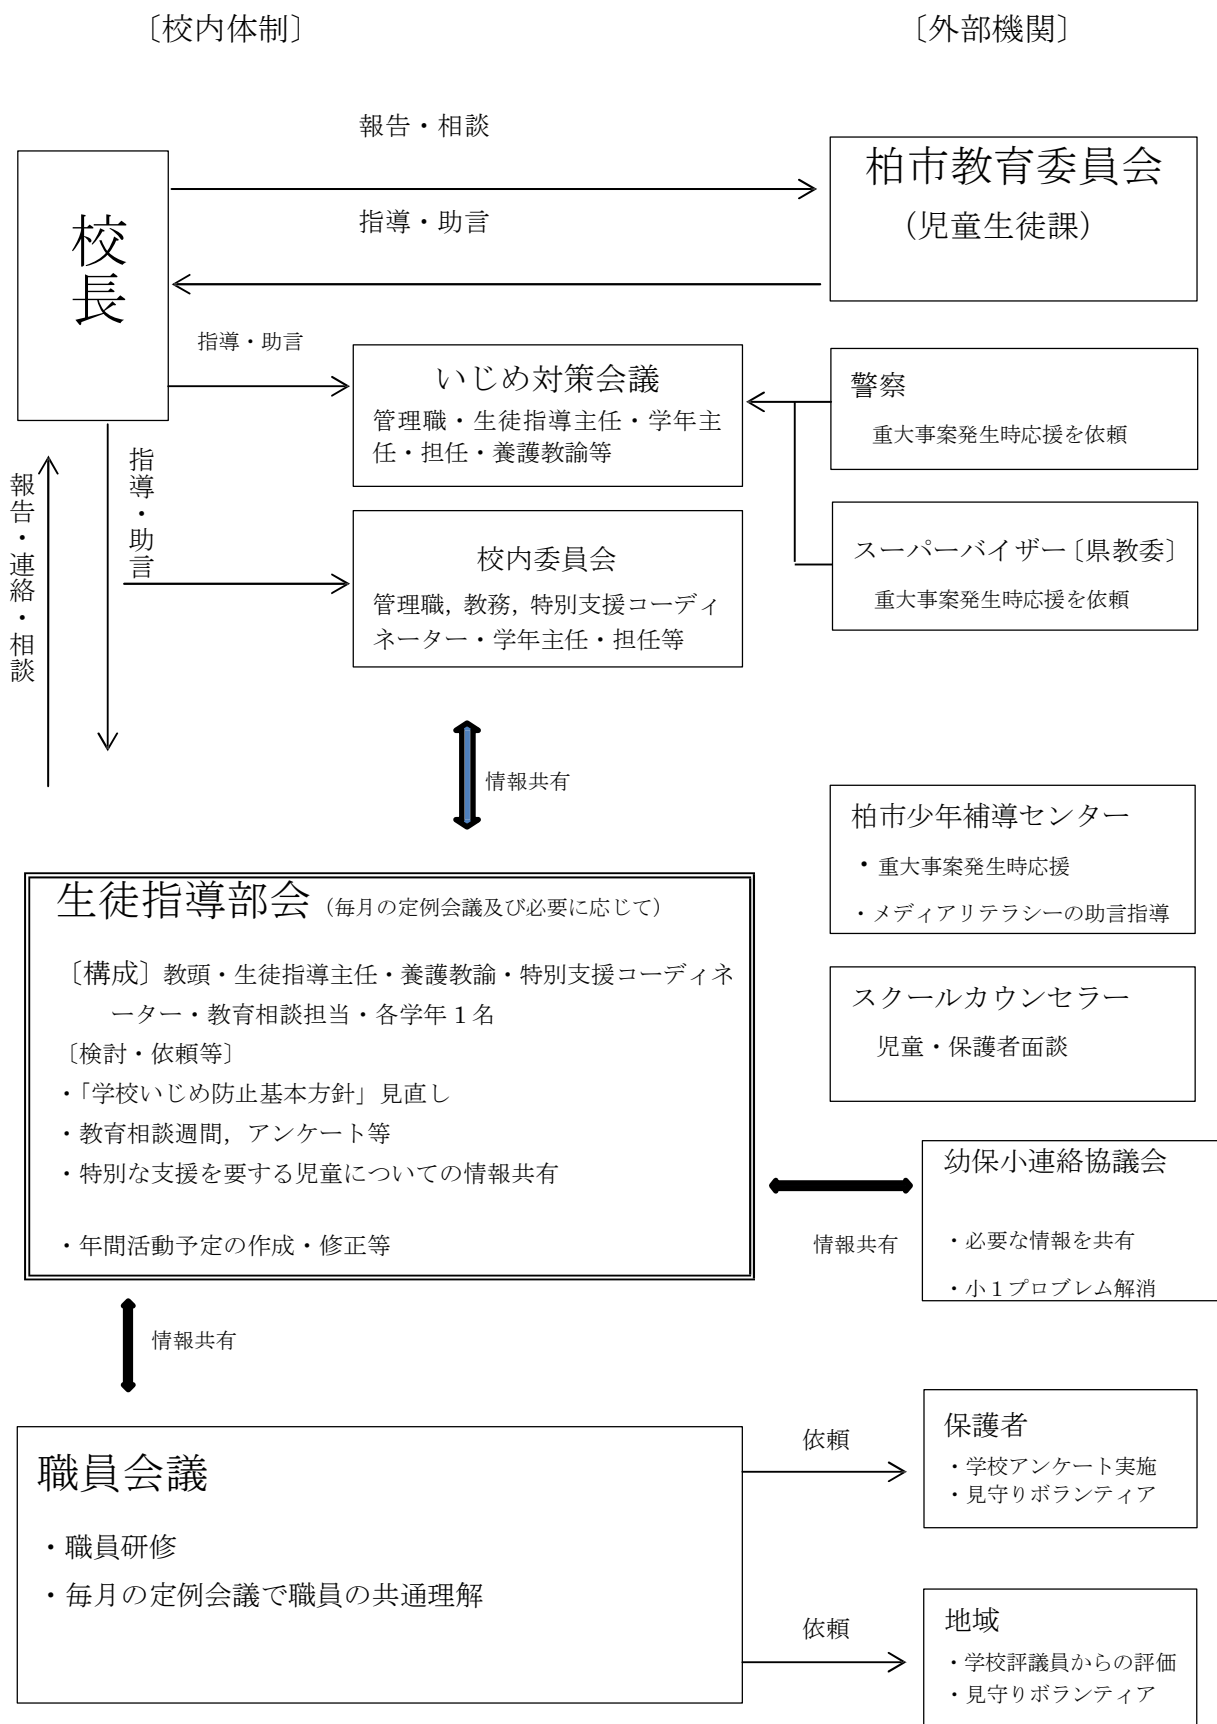 〔校内体制〕
〔外部機関〕
報告・相談
校長
柏市教育委員会
（児童生徒課）
指導・助言
指導・助言
いじめ対策会議
管理職・生徒指導主任・学年主
任・担任・養護教諭等
警察
重大事案発生時応援を依頼
報告・連絡・相談
指導・助言
校内委員会
管理職，教務，特別支援コーディ
ネーター・学年主任・担任等
スーパーバイザー〔県教委〕
重大事案発生時応援を依頼
情報共有
柏市少年補導センター
・重大事案発生時応援
・メディアリテラシーの助言指導
生徒指導部会（毎月の定例会議及び必要に応じて）
〔構成〕教頭・生徒指導主任・養護教諭・特別支援コーディネ
ーター・教育相談担当・各学年１名
〔検討・依頼等〕
・「学校いじめ防止基本方針」見直し
・教育相談週間，アンケート等
・特別な支援を要する児童についての情報共有
・年間活動予定の作成・修正等
スクールカウンセラー
児童・保護者面談
情報共有
幼保小連絡協議会
・必要な情報を共有
・小１プロブレム解消
情報共有
職員会議
・職員研修
・毎月の定例会議で職員の共通理解
依頼
保護者
・学校アンケート実施
・見守りボランティア
依頼
地域
・学校評議員からの評価
・見守りボランティア